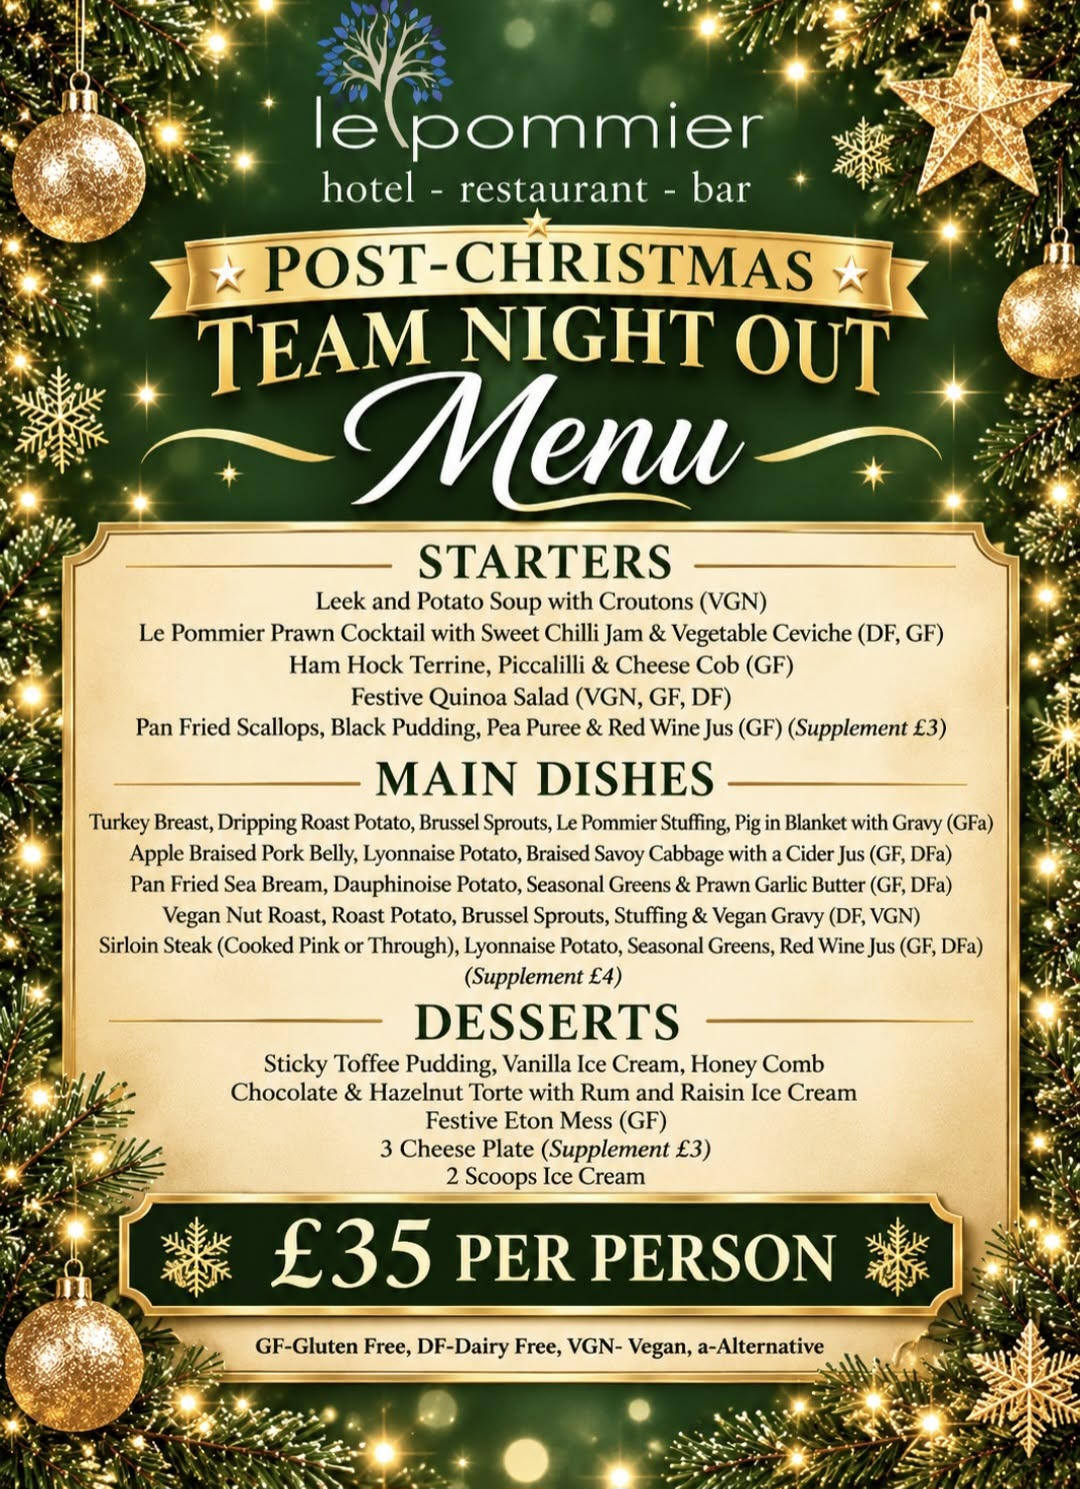 le pommier
hotel - restaurant - bar
POST-CHRISTMAS
TEAM NIGHT OUT
Menu
STARTERS
Leek and Potato Soup with Croutons (VGN)
Le Pommier Prawn Cocktail with Sweet Chilli Jam & Vegetable Ceviche (DF, GF)
Ham Hock Terrine, Piccalilli & Cheese Cob (GF)
Festive Quinoa Salad (VGN, GF, DF)
Pan Fried Scallops, Black Pudding, Pea Puree & Red Wine Jus (GF) (Supplement £3)
MAIN DISHES
Turkey Breast, Dripping Roast Potato, Brussel Sprouts, Le Pommier Stuffing, Pig in Blanket with Gravy (GFa)
Apple Braised Pork Belly, Lyonnaise Potato, Braised Savoy Cabbage with a Cider Jus (GF, DFa)
Pan Fried Sea Bream, Dauphinoise Potato, Seasonal Greens & Prawn Garlic Butter (GF, DFa)
Vegan Nut Roast, Roast Potato, Brussel Sprouts, Stuffing & Vegan Gravy (DF, VGN)
Sirloin Steak (Cooked Pink or Through), Lyonnaise Potato, Seasonal Greens, Red Wine Jus (GF, DFa)
(Supplement £4)
DESSERTS
Sticky Toffee Pudding, Vanilla Ice Cream, Honey Comb
Chocolate & Hazelnut Torte with Rum and Raisin Ice Cream
Festive Eton Mess (GF)
3 Cheese Plate (Supplement £3)
2 Scoops Ice Cream
£35 PER PERSON
GF-Gluten Free, DF-Dairy Free, VGN- Vegan, a-Alternative